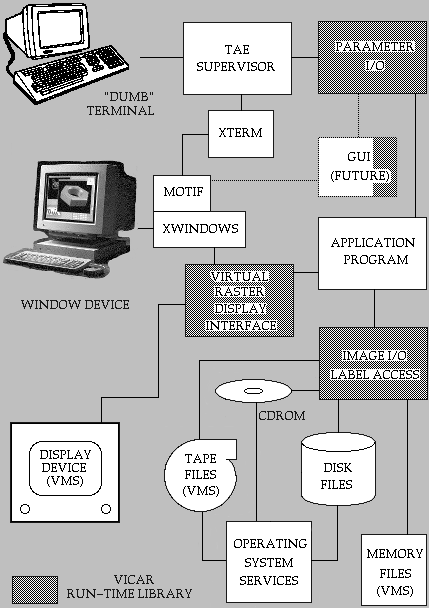 TAE
SUPERVISOR
PARAMETER
I/O
"DUMB"
TERMINAL
XTERM
GUI
(FUTURE)
MOTIF
XWINDOWS
APPLICATION
PROGRAM
WINDOW DEVICE
VIRTUAL
RASTER
DISPLAY
INTERFACE
IMAGE I/O
LABEL ACCESS
CDROM
DISPLAY
DEVICE
(VMS)
TAPE
FILES
(VMS)
DISK
FILES
OPERATING
SYSTEM
SERVICES
MEMORY
FILES
(VMS)
VICAR
RUN-TIME LIBRARY